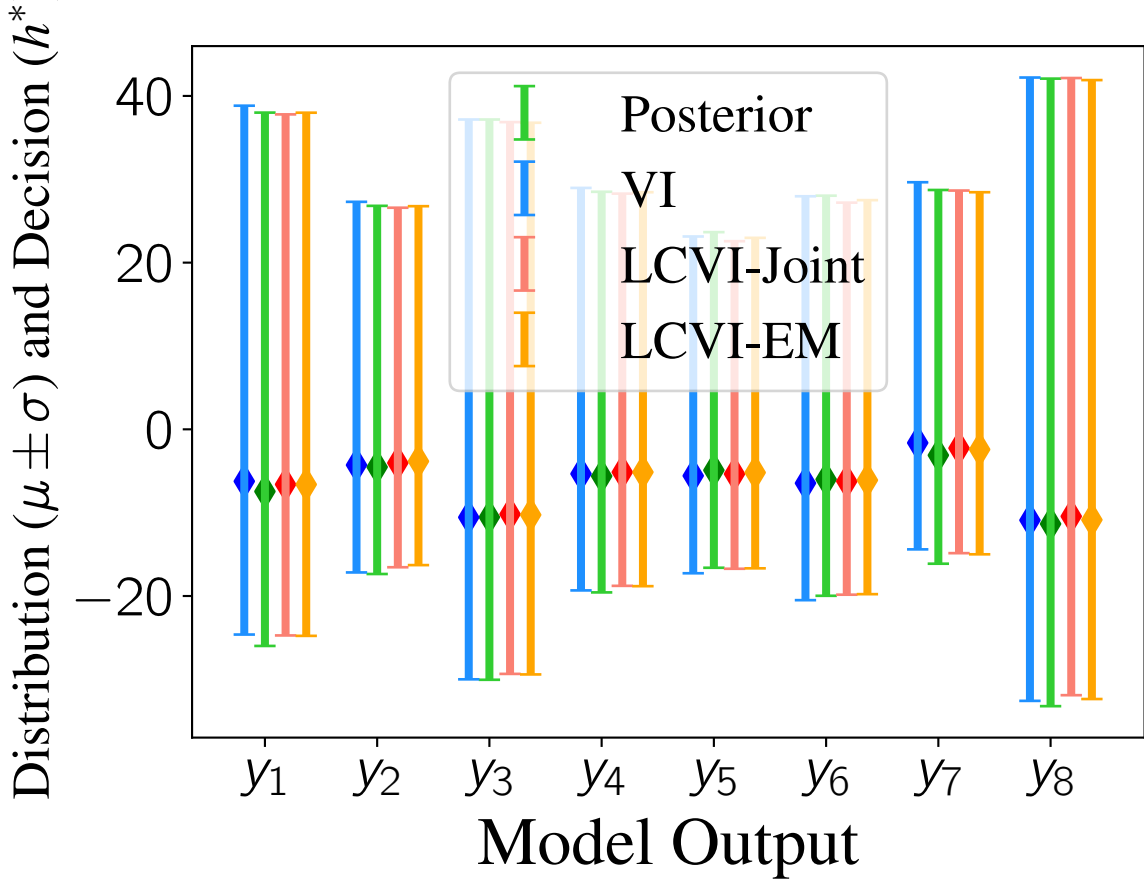 Distribution (μ ± σ) and Decision (h*
40
20
0
−20
Posterior
VI
LCVI-Joint
LCVI-EM
y1 y2 y3 y4 y5 y6 y7 y8
Model Output